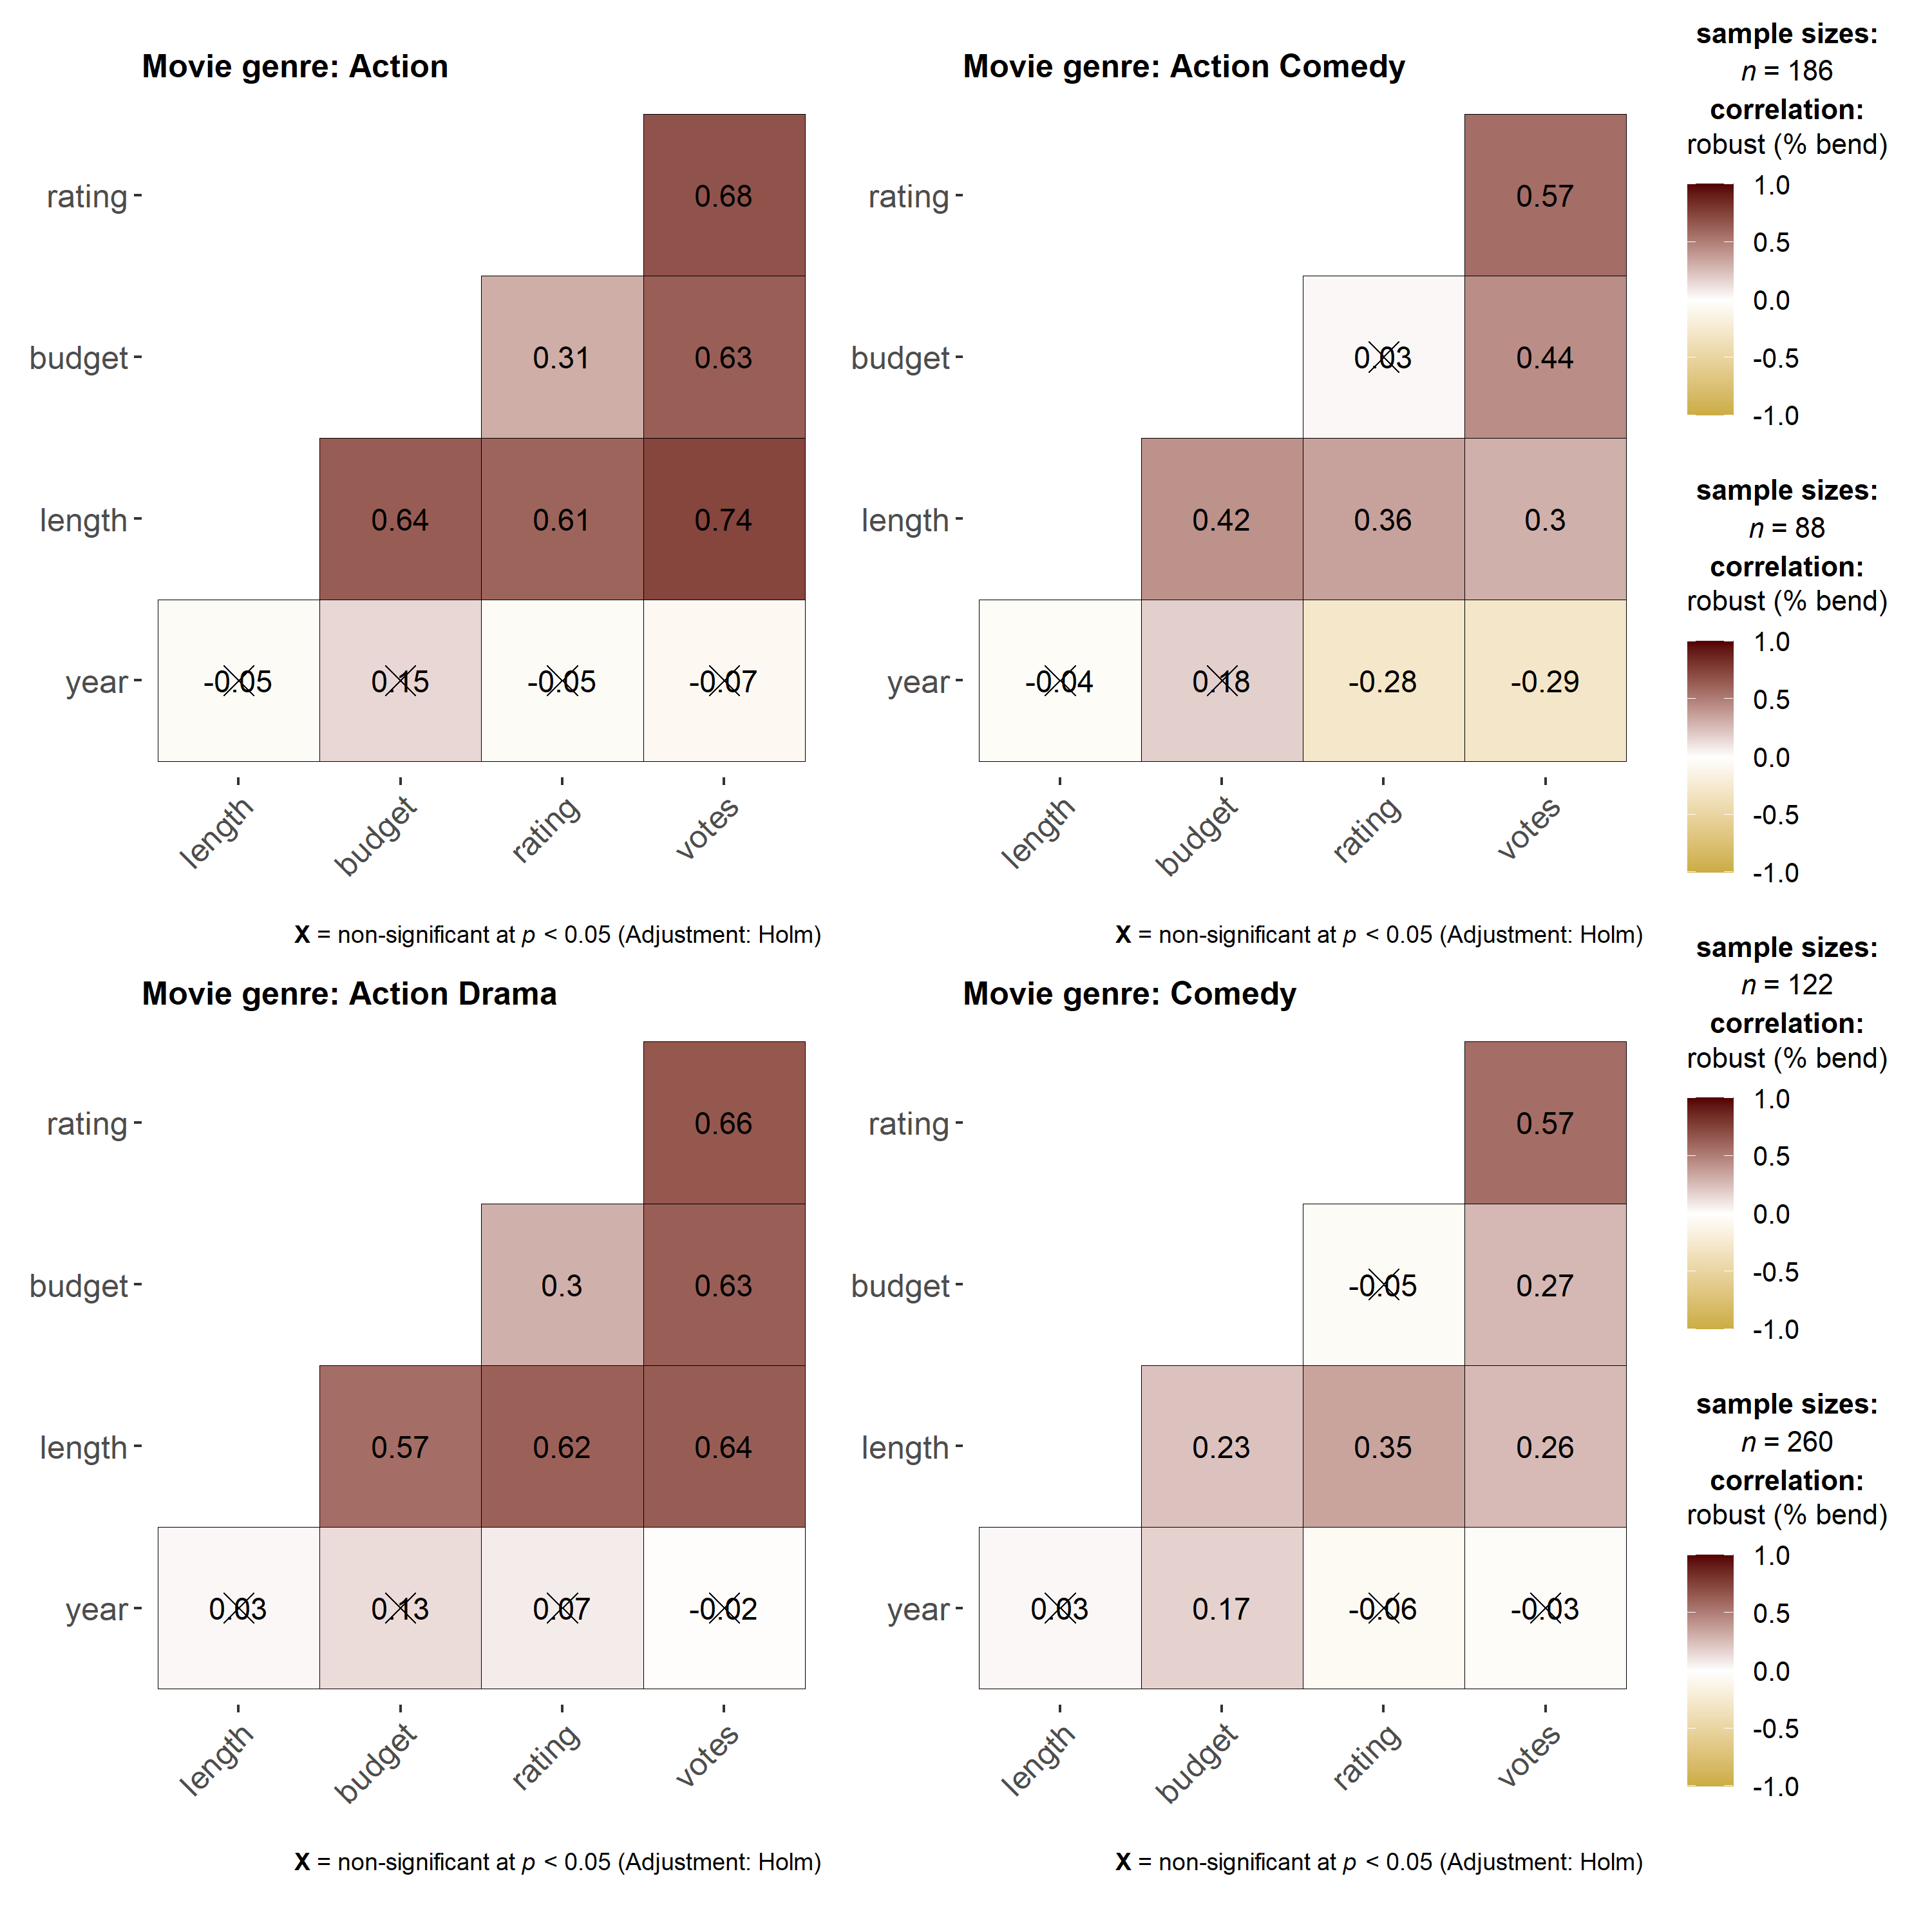 Movie genre: Action
rating
0.68
budget
0.31 0.63
length
0.64 0.61 0.74
year
-0.05 0.15 -0.05 -0.07
length budget rating votes
X = non-significant at p < 0.05 (Adjustment: Holm)
Movie genre: Action Comedy
rating
0.57
budget
0.03 0.44
length
0.42 0.36 0.3
year
-0.04 0.18 -0.28 -0.29
length budget rating votes
X = non-significant at p < 0.05 (Adjustment: Holm)
Movie genre: Action Drama
rating
0.66
budget
0.3 0.63
length
0.57 0.62 0.64
year
0.03 0.13 0.07 -0.02
length budget rating votes
X = non-significant at p < 0.05 (Adjustment: Holm)
Movie genre: Comedy
rating
0.57
budget
-0.05 0.27
length
0.23 0.35 0.26
year
0.03 0.17 -0.06 -0.03
length budget rating votes
X = non-significant at p < 0.05 (Adjustment: Holm)
sample sizes:
n = 186
correlation:
robust (% bend)
1.0
0.5
0.0
-0.5
-1.0
sample sizes:
n = 88
correlation:
robust (% bend)
1.0
0.5
0.0
-0.5
-1.0
sample sizes:
n = 122
correlation:
robust (% bend)
1.0
0.5
0.0
-0.5
-1.0
sample sizes:
n = 260
correlation:
robust (% bend)
1.0
0.5
0.0
-0.5
-1.0